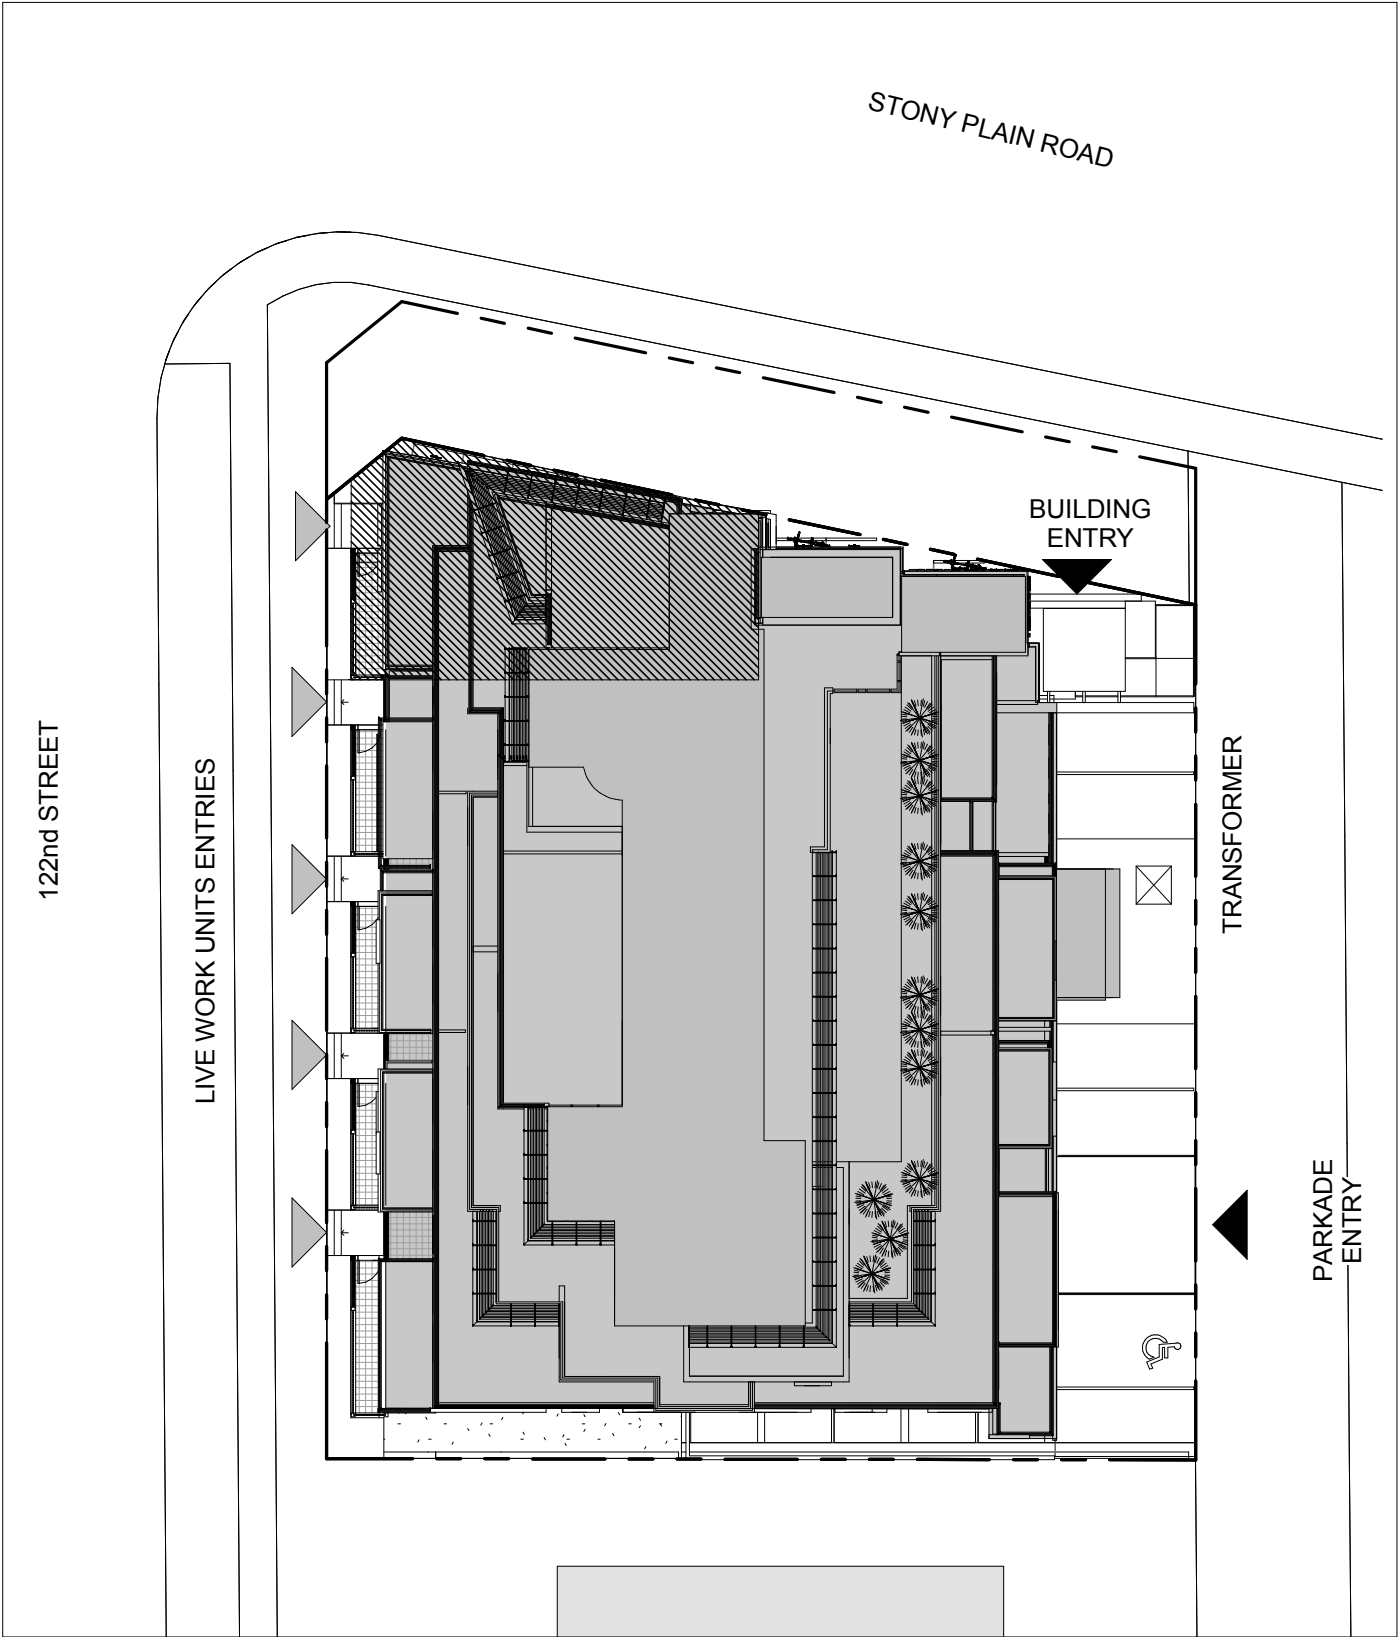 STONY PLAIN ROAD
BUILDING
ENTRY
122nd STREET
LIVE WORK UNITS ENTRIES
TRANSFORMER
PARKADE
ENTRY